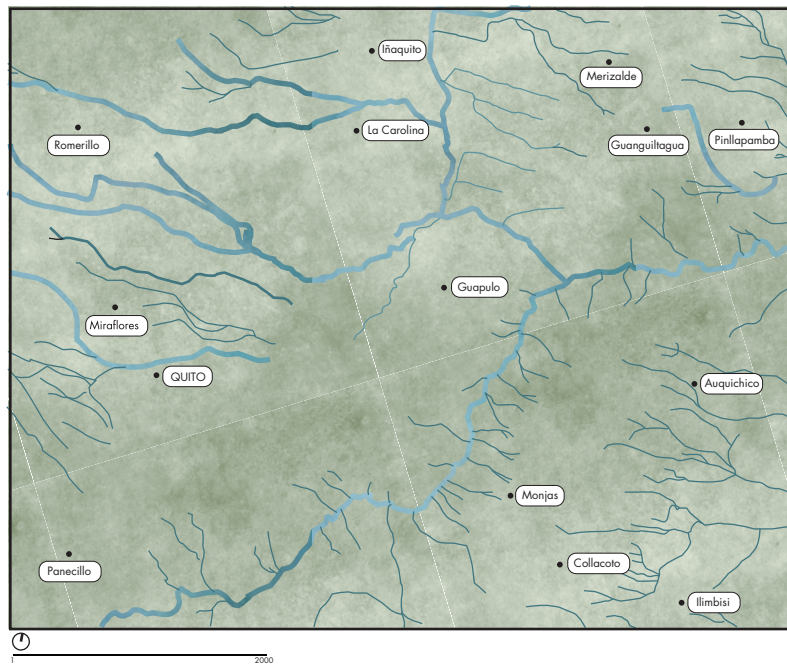 Iñaquito
Merizalde
La Carolina
Romerillo
Guanguiltagua
Pinllapamba
Guapulo
Miraflores
QUITO
Auquichico
Monjas
Collacoto
Panecillo
Ilimbisi
1 2000